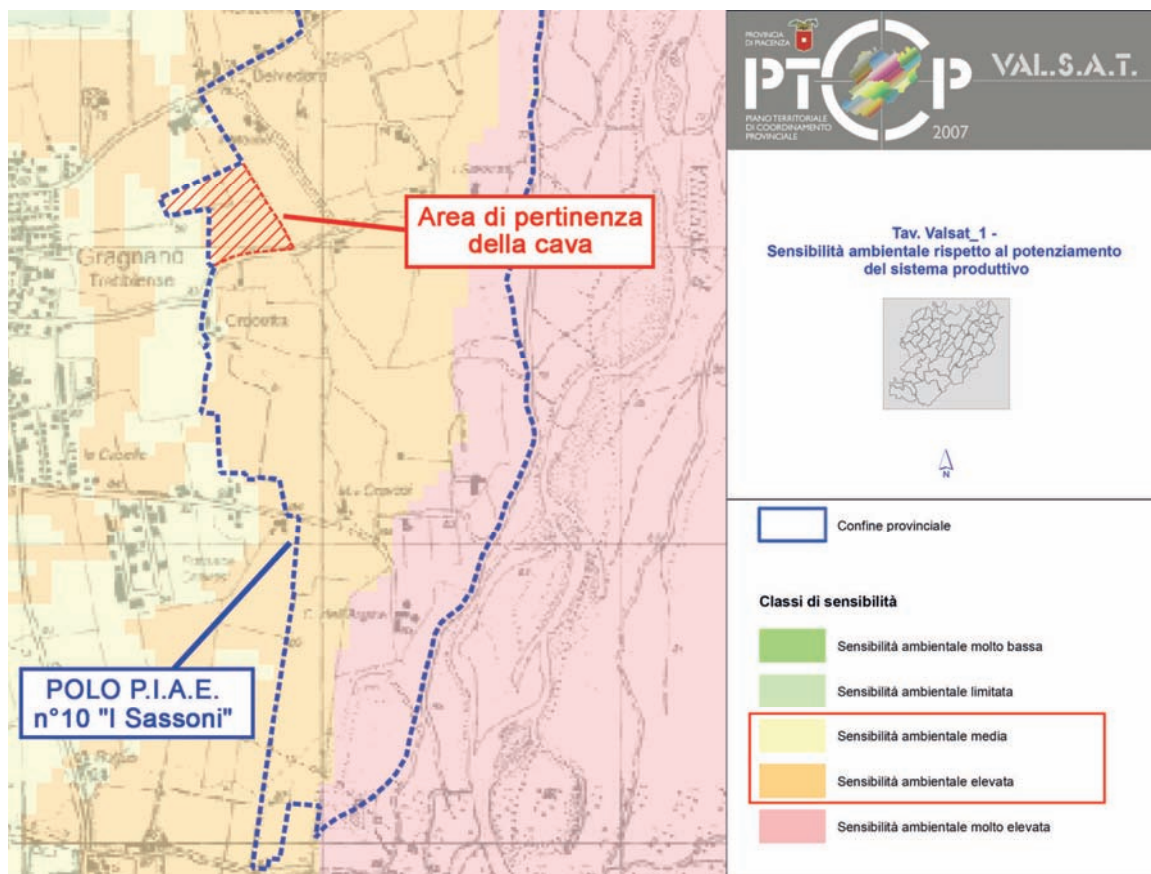 Belvedere
Gragnano
Trebbiense
Crocetta
Area di pertinenza
della cava
POLO P.I.A.E.
n°10 "I Sassoni"
PROVINCIA
DI PIACENZA
PTCP
PIANO TERRITORIALE
DI COORDINAMENTO
PROVINCIALE
2007
VAL.S.A.T.
Tav. Valsat_1 -
Sensibilità ambientale rispetto al potenziamento
del sistema produttivo
N
Confine provinciale
Classi di sensibilità
Sensibilità ambientale molto bassa
Sensibilità ambientale limitata
Sensibilità ambientale media
Sensibilità ambientale elevata
Sensibilità ambientale molto elevata